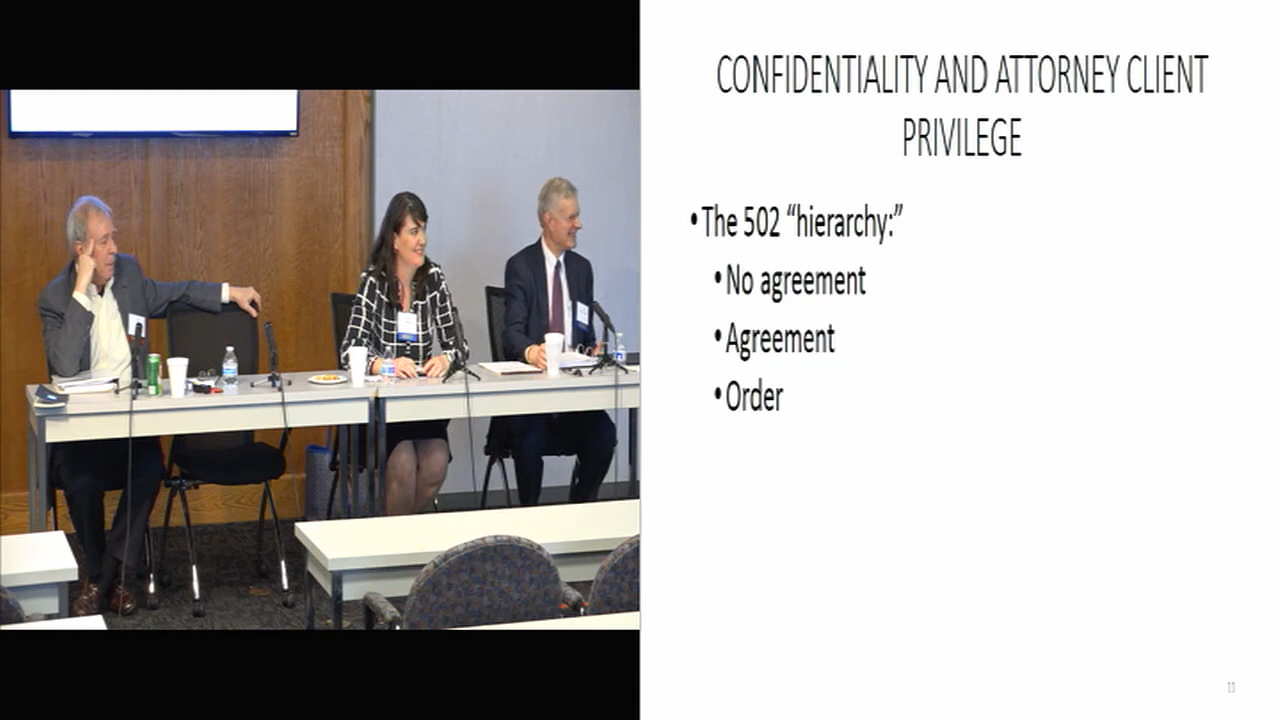 CONFIDENTIALITY AND ATTORNEY CLIENT
PRIVILEGE
•The 502 “hierarchy:”
•No agreement
•Agreement
•Order
11